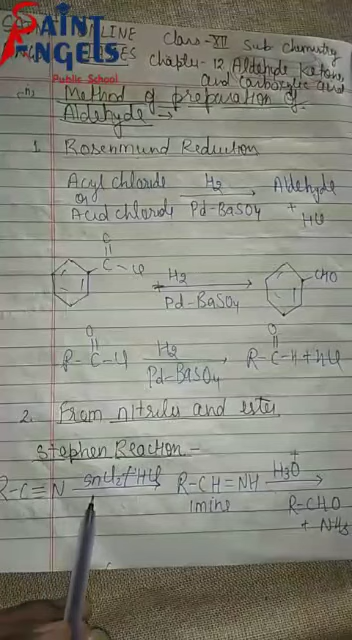 SAINT
ANGELS
Public School
LINE
Class-XII Sub Chemistry
Chapter-12 Aldehyde Ketone,
and Carboxylic acid
Method of preparation of
Aldehyde →
1. Rosenmund Reduction
Acyl chloride H2 Aldehyde
or →
Acid chloride Pd-BaSO4 + HCl
O
C-Cl
+ H2 → CHO
Pd-BaSO4
O O
R-C-Cl H2 → R-C-H + HCl
Pd-BaSO4
2. From nitriles and ester
Stephen Reaction -
R-C≡N SnCl2+HCl → R-CH=NH H3O+ →
imine R-CHO
+ NH3